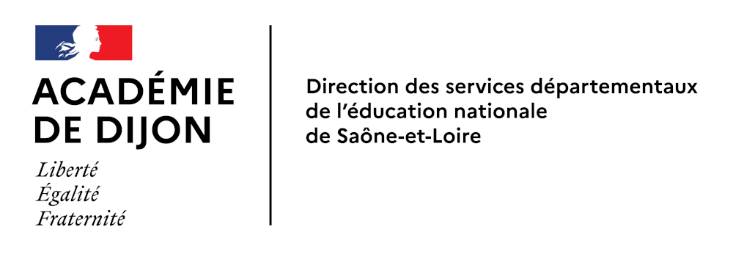 ACADÉMIE
DE DIJON
Liberté
Égalité
Fraternité
Direction des services départementaux
de l'éducation nationale
de Saône-et-Loire